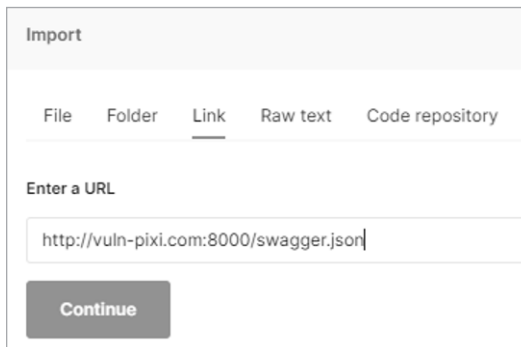 Import
File Folder Link Raw text Code repository
Enter a URL
http://vuln-pixi.com:8000/swagger.json
Continue